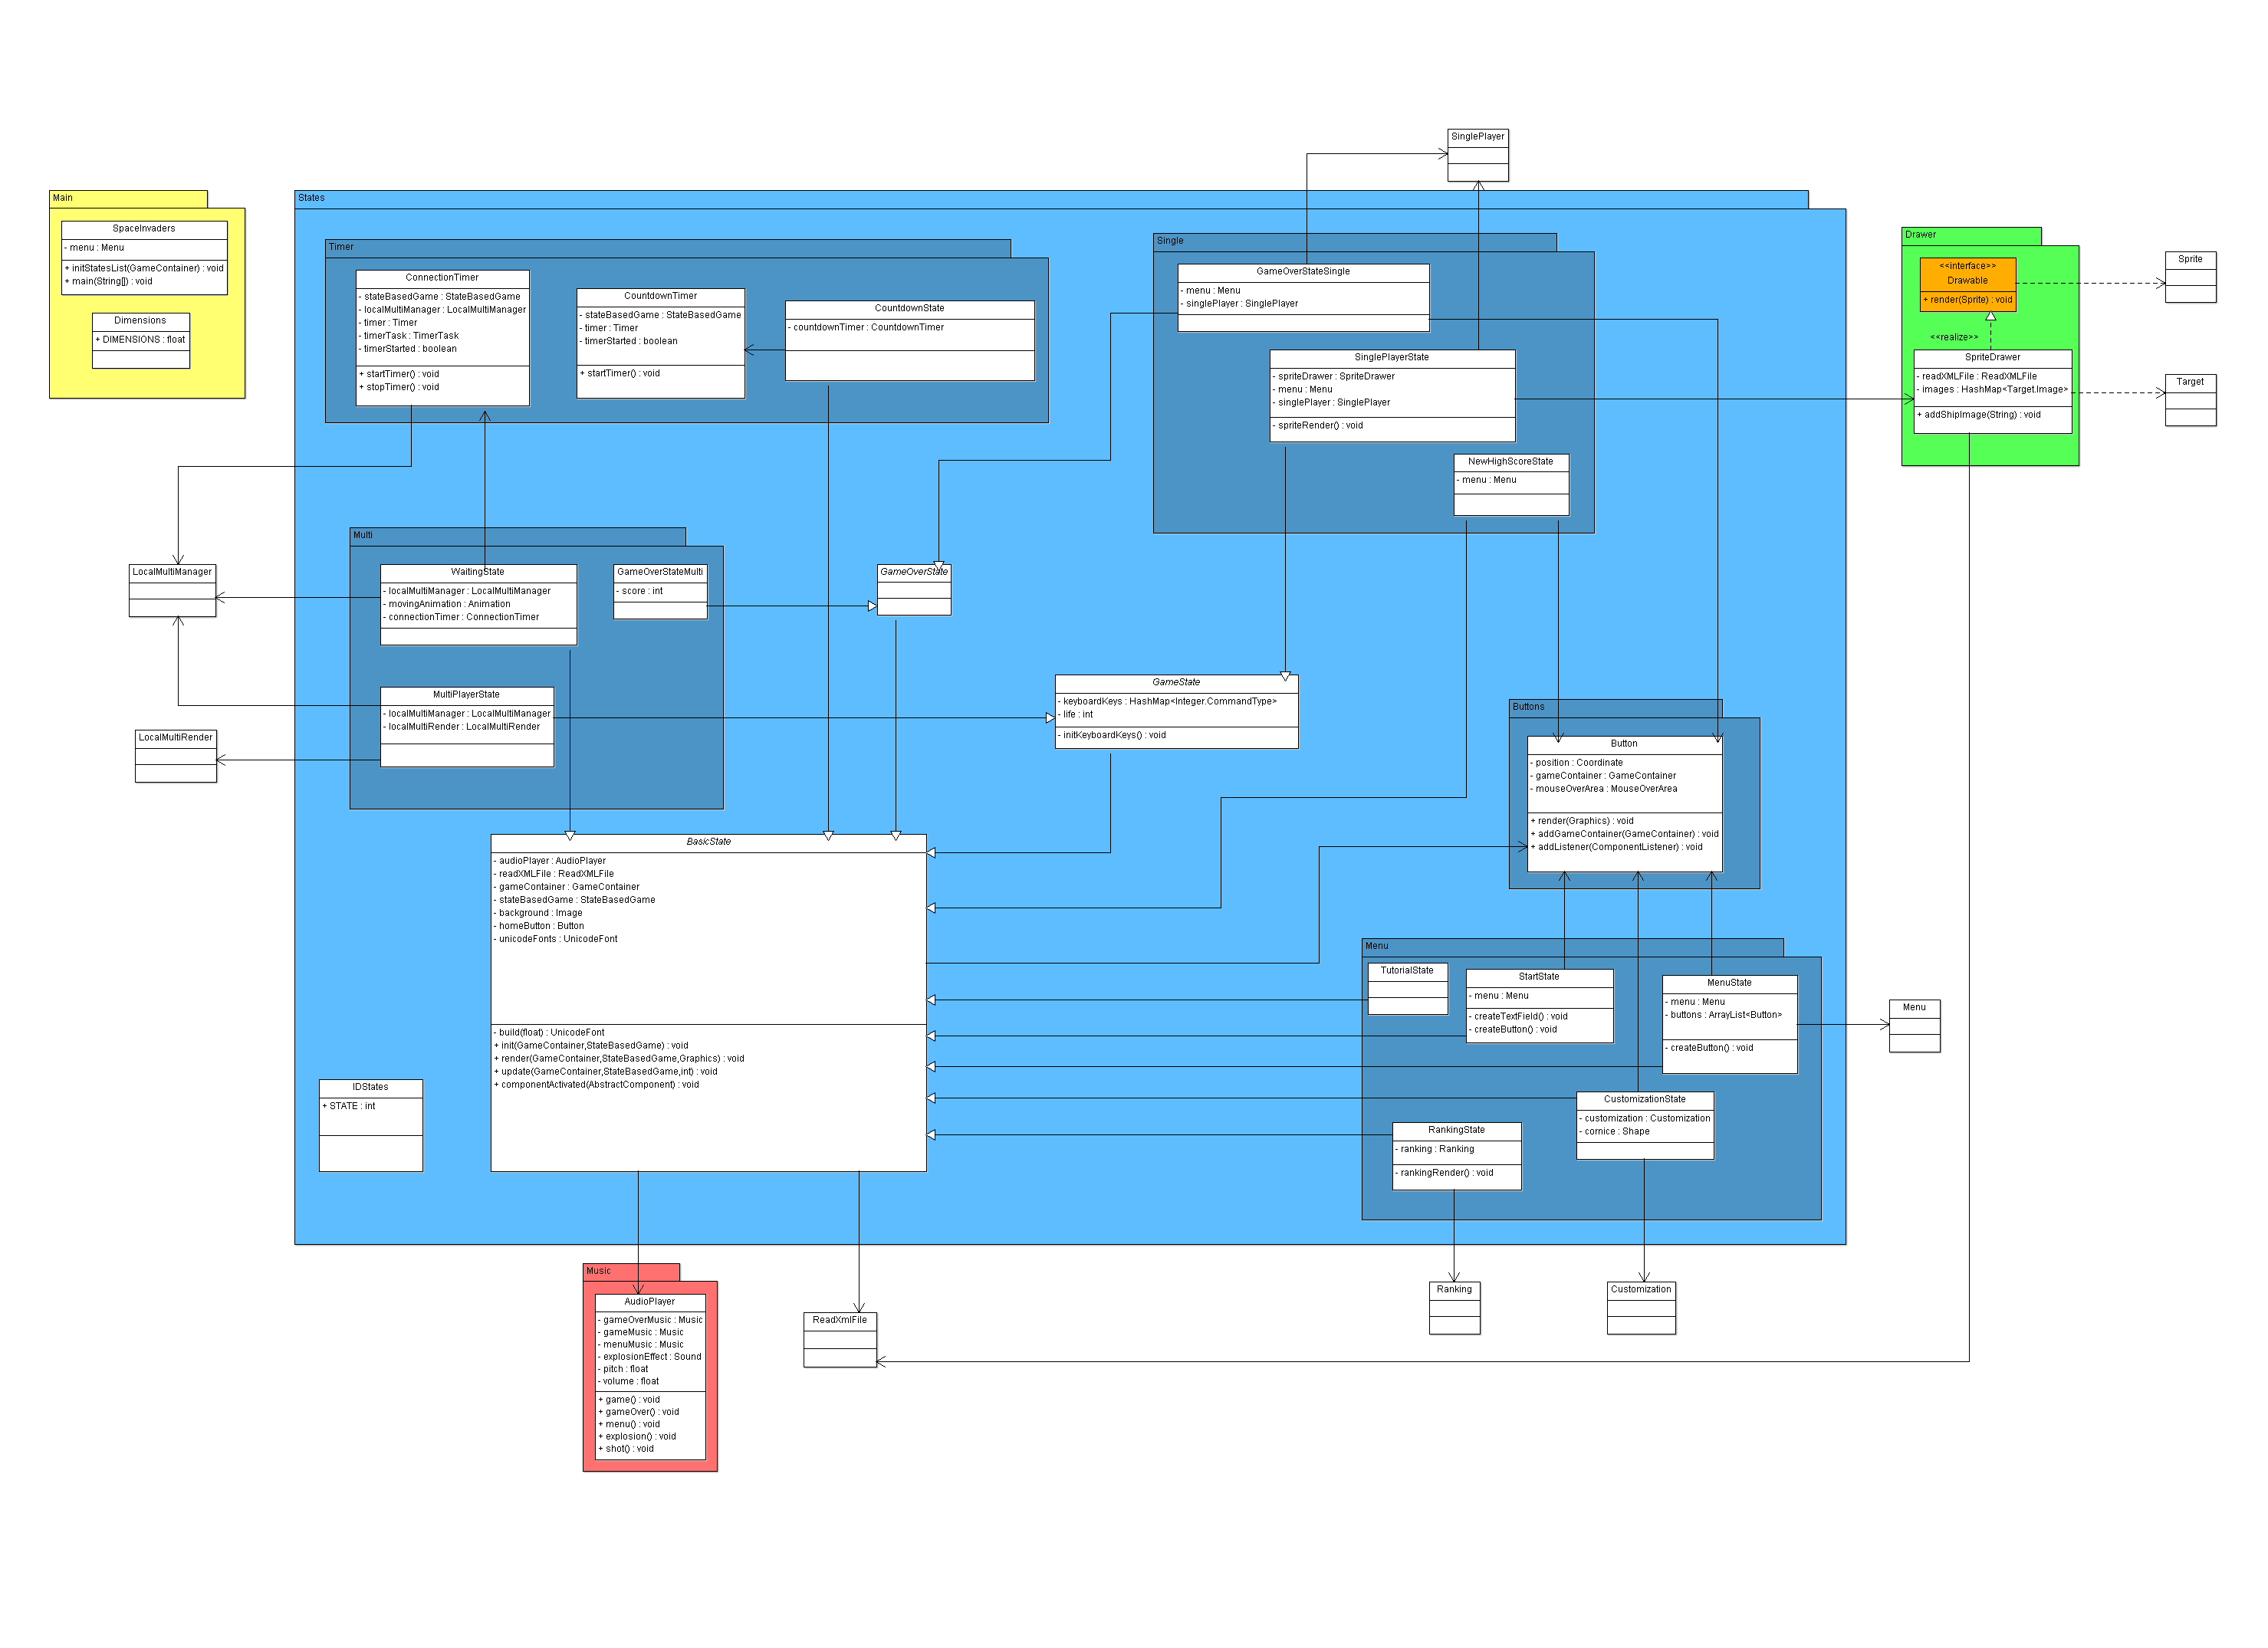 Main
SpaceInvaders
- menu : Menu
+ initStatesList(GameContainer) : void
+ main(String[]) : void
Dimensions
+ DIMENSIONS : float
States
Timer
ConnectionTimer
- stateBasedGame : StateBasedGame
- localMultiManager : LocalMultiManager
- timer : Timer
- timerTask : TimerTask
- timerStarted : boolean
+ startTimer() : void
+ stopTimer() : void
CountdownTimer
- stateBasedGame : StateBasedGame
- timer : Timer
- timerStarted : boolean
+ startTimer() : void
CountdownState
- countdownTimer : CountdownTimer
Single
GameOverStateSingle
- menu : Menu
- singlePlayer : SinglePlayer
SinglePlayerState
- spriteDrawer : SpriteDrawer
- menu : Menu
- singlePlayer : SinglePlayer
- spriteRender() : void
NewHighScoreState
- menu : Menu
SinglePlayer
Drawer
<<interface>>
Drawable
+ render(Sprite) : void
<<realize>>
SpriteDrawer
- readXMLFile : ReadXMLFile
- images : HashMap<Target.Image>
+ addShipImage(String) : void
Sprite
Target
Multi
WaitingState
- localMultiManager : LocalMultiManager
- movingAnimation : Animation
- connectionTimer : ConnectionTimer
GameOverStateMulti
- score : int
MultiPlayerState
- localMultiManager : LocalMultiManager
- localMultiRender : LocalMultiRender
LocalMultiManager
LocalMultiRender
GameOverState
GameState
- keyboardKeys : HashMap<Integer.CommandType>
- life : int
- initKeyboardKeys() : void
Buttons
Button
- position : Coordinate
- gameContainer : GameContainer
- mouseOverArea : MouseOverArea
+ render(Graphics) : void
+ addGameContainer(GameContainer) : void
+ addListener(ComponentListener) : void
BasicState
- audioPlayer : AudioPlayer
- readXMLFile : ReadXMLFile
- gameContainer : GameContainer
- stateBasedGame : StateBasedGame
- background : Image
- homeButton : Button
- unicodeFonts : UnicodeFont
- build(float) : UnicodeFont
+ init(GameContainer,StateBasedGame) : void
+ render(GameContainer,StateBasedGame,Graphics) : void
+ update(GameContainer,StateBasedGame,int) : void
+ componentActivated(AbstractComponent) : void
IDStates
+ STATE : int
Menu
TutorialState
StartState
- menu : Menu
- createTextField() : void
- createButton() : void
MenuState
- menu : Menu
- buttons : ArrayList<Button>
- createButton() : void
CustomizationState
- customization : Customization
- cornice : Shape
RankingState
- ranking : Ranking
- rankingRender() : void
Menu
Music
AudioPlayer
- gameOverMusic : Music
- gameMusic : Music
- menuMusic : Music
- explosionEffect : Sound
- pitch : float
- volume : float
+ game() : void
+ gameOver() : void
+ menu() : void
+ explosion() : void
+ shot() : void
ReadXmlFile
Ranking
Customization